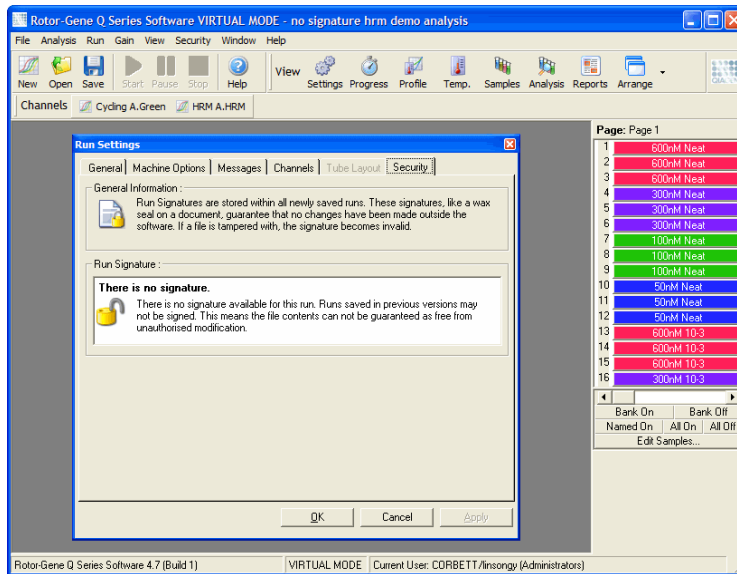 Rotor-Gene Q Series Software VIRTUAL MODE - no signature hrm demo analysis
File Analysis Run Gain View Security Window Help
New Open Save Start Pause Stop Help View Settings Progress Profile Temp. Samples Analysis Reports Arrange
Channels Cycling A.Green HRM A.HRM
Page: Page 1
Run Settings
General Machine Options Messages Channels Tube Layout Security
General Information :
Run Signatures are stored within all newly saved runs. These signatures, like a wax
seal on a document, guarantee that no changes have been made outside the
software. If a file is tampered with, the signature becomes invalid.
Run Signature :
There is no signature.
There is no signature available for this run. Runs saved in previous versions may
not be signed. This means the file contents can not be guaranteed as free from
unauthorised modification.
OK Cancel Apply
1 600nM Neat
2 600nM Neat
3 600nM Neat
4 300nM Neat
5 300nM Neat
6 300nM Neat
7 100nM Neat
8 100nM Neat
9 100nM Neat
10 50nM Neat
11 50nM Neat
12 50nM Neat
13 600nM 10-3
14 600nM 10-3
15 600nM 10-3
16 300nM 10-3
Bank On Bank Off
Named On All On All Off
Edit Samples...
Rotor-Gene Q Series Software 4.7 (Build 1) VIRTUAL MODE Current User: CORBETT/linsongy (Administrators)